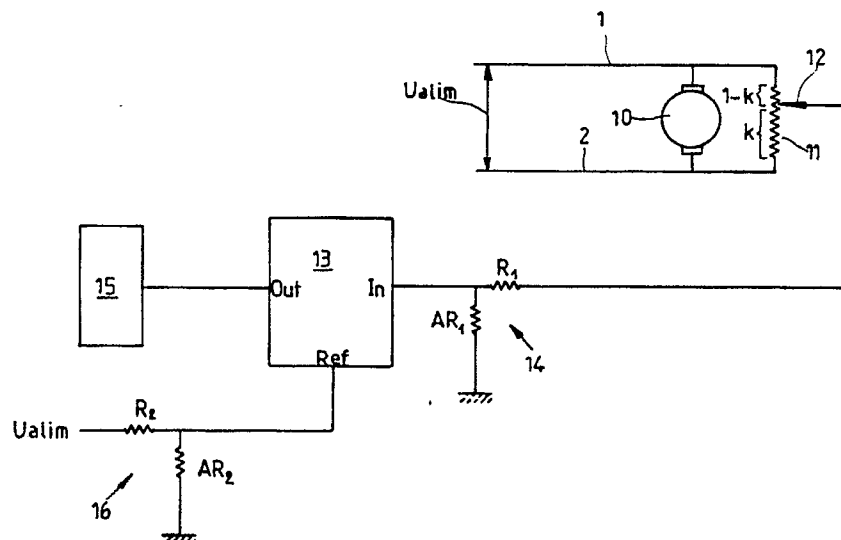 1
Ualim
10
1-k
12
k
11
2
13
15
Out
In
R₁
AR₁
14
Ref
R₂
Ualim
AR₂
16